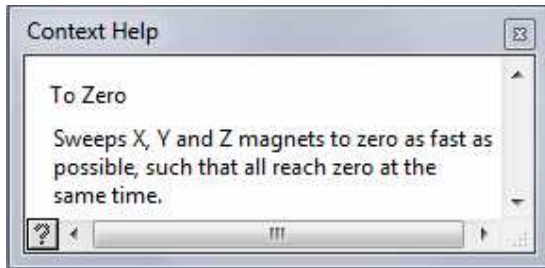 Context Help
To Zero
Sweeps X, Y and Z magnets to zero as fast as
possible, such that all reach zero at the
same time.
?